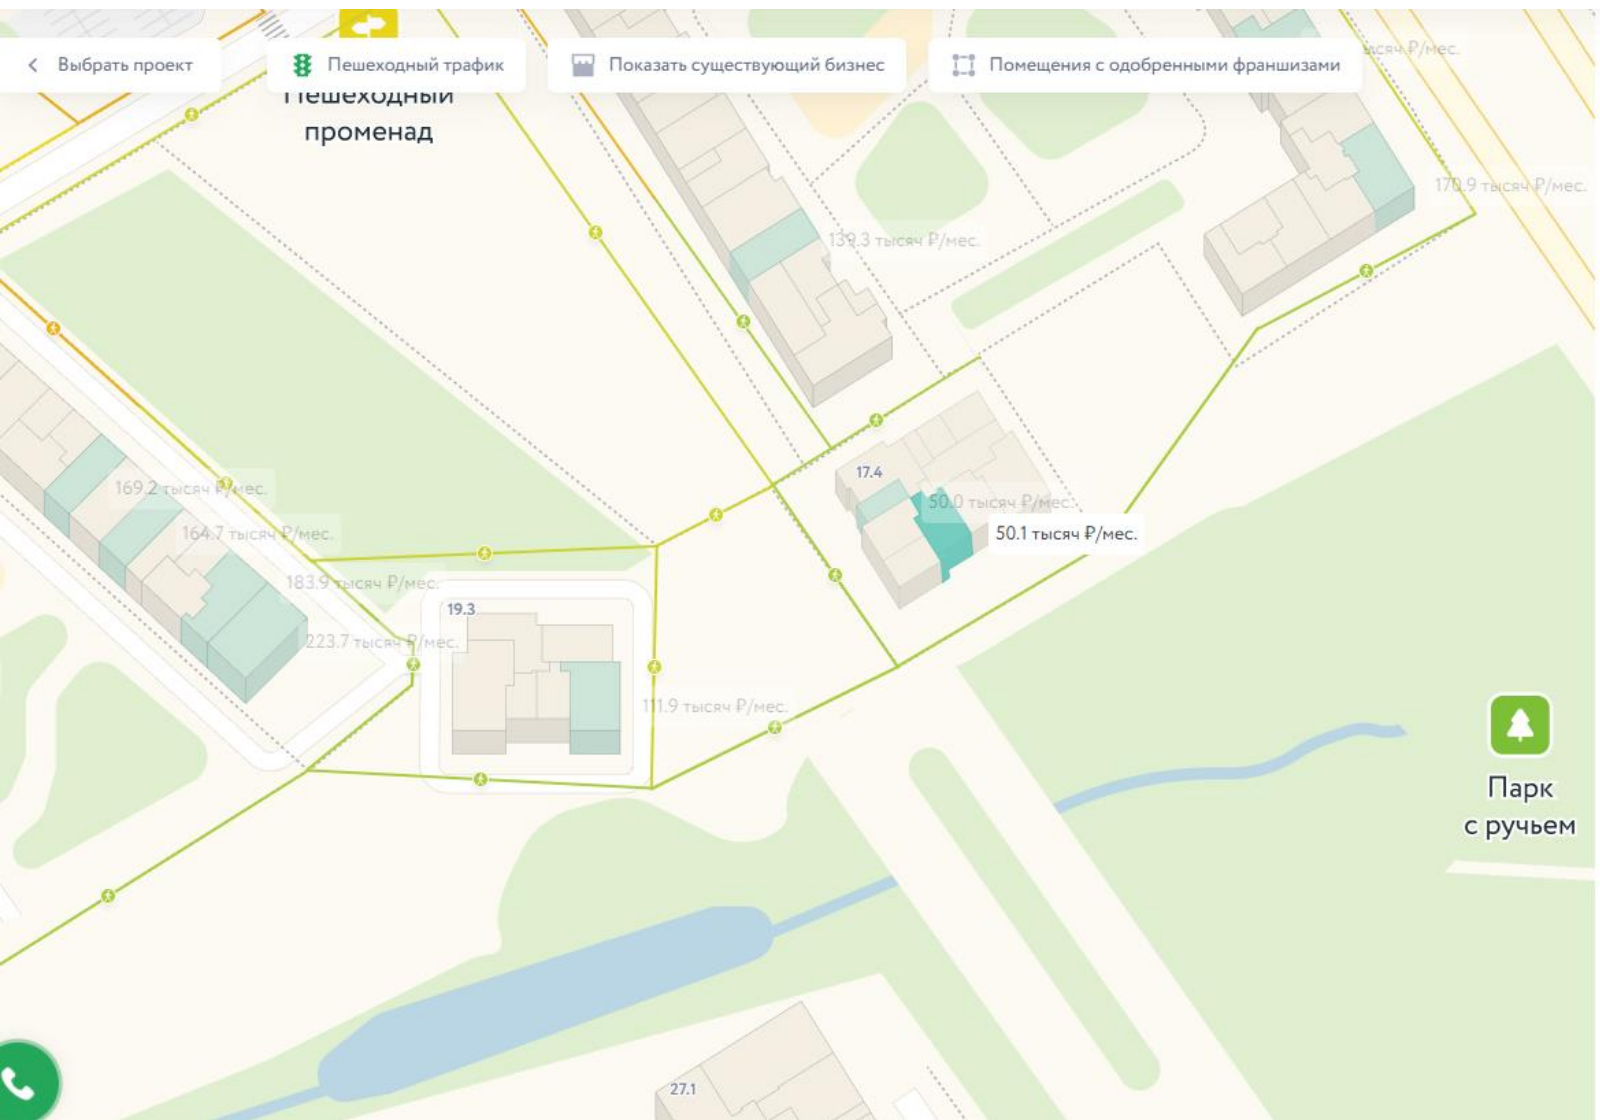 Выбрать проект
Пешеходный трафик
Показать существующий бизнес
Помещения с одобренными франшизами
₽/мес.
Пешеходный
променад
170.9 тысяч ₽/мес.
139.3 тысяч ₽/мес.
17.4
169.2 тысяч ₽/мес.
50.0 тысяч ₽/мес.
164.7 тысяч ₽/мес.
50.1 тысяч ₽/мес.
183.9 тысяч ₽/мес.
19.3
223.7 тысяч ₽/мес.
111.9 тысяч ₽/мес.
Парк
с ручьем
27.1